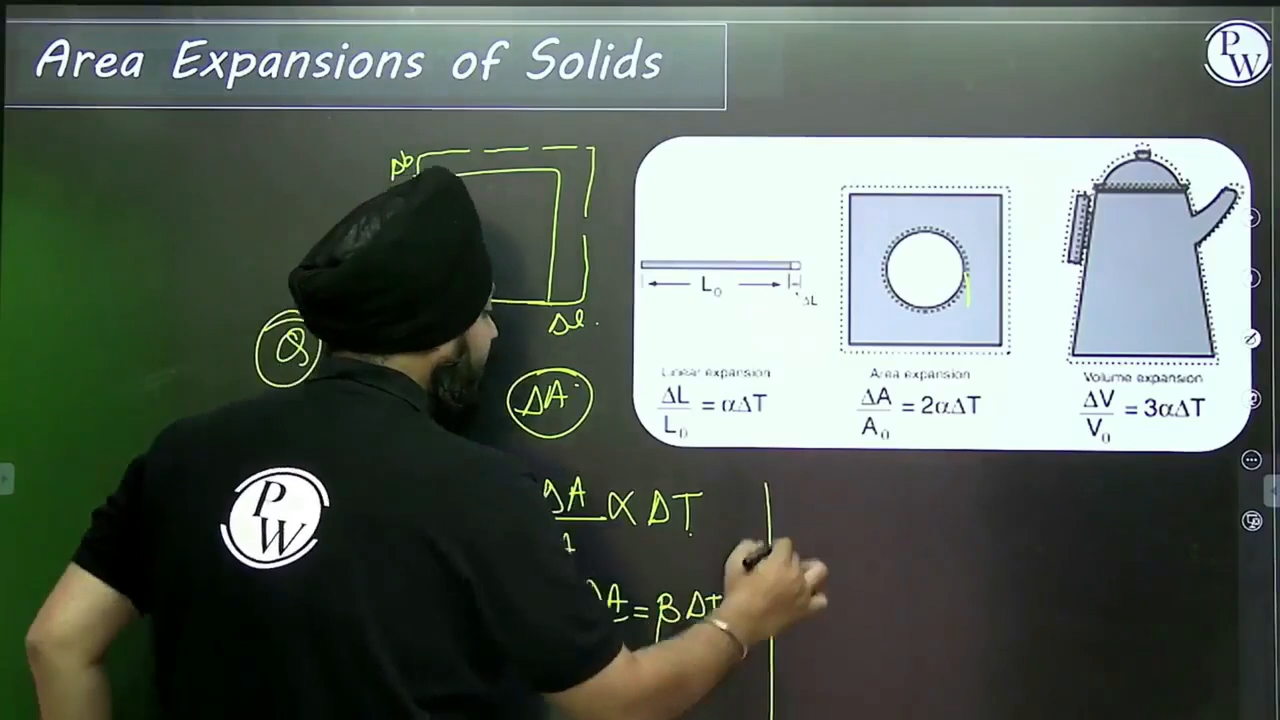 Area Expansions of Solids
PW
Δb
Δl.
Q
ΔA
L₀
ΔL
Linear expansion
ΔL/L₀ = αΔT
Area expansion
ΔA/A₀ = 2αΔT
Volume expansion
ΔV/V₀ = 3αΔT
A ∝ ΔT
A = β ΔT
PW